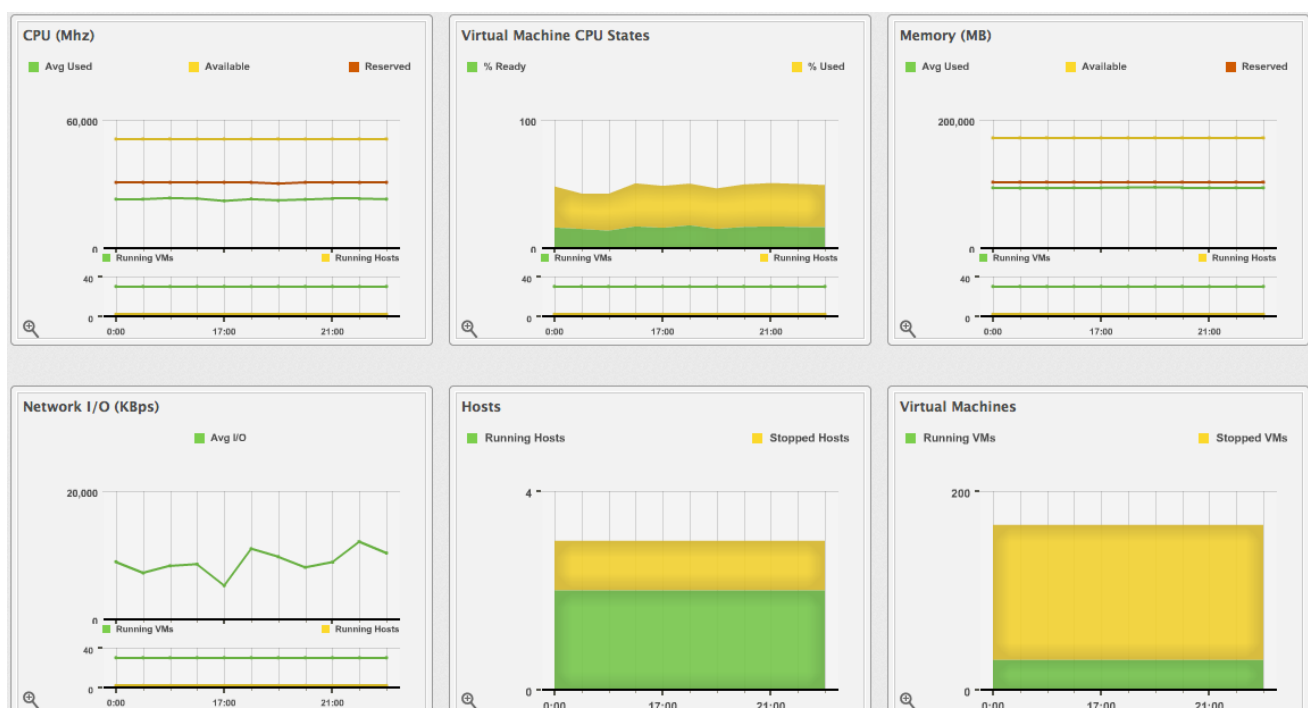 CPU (Mhz)
Avg Used Available Reserved
60,000
0
Running VMs Running Hosts
40
0
0:00 17:00 21:00
Virtual Machine CPU States
% Ready % Used
100
0
Running VMs Running Hosts
40
0
0:00 17:00 21:00
Memory (MB)
Avg Used Available Reserved
200,000
0
Running VMs Running Hosts
40
0
0:00 17:00 21:00
Network I/O (KBps)
Avg I/O
20,000
0
Running VMs Running Hosts
40
0
0:00 17:00 21:00
Hosts
Running Hosts Stopped Hosts
4
0
0:00 17:00 21:00
Virtual Machines
Running VMs Stopped VMs
200
0
0:00 17:00 21:00